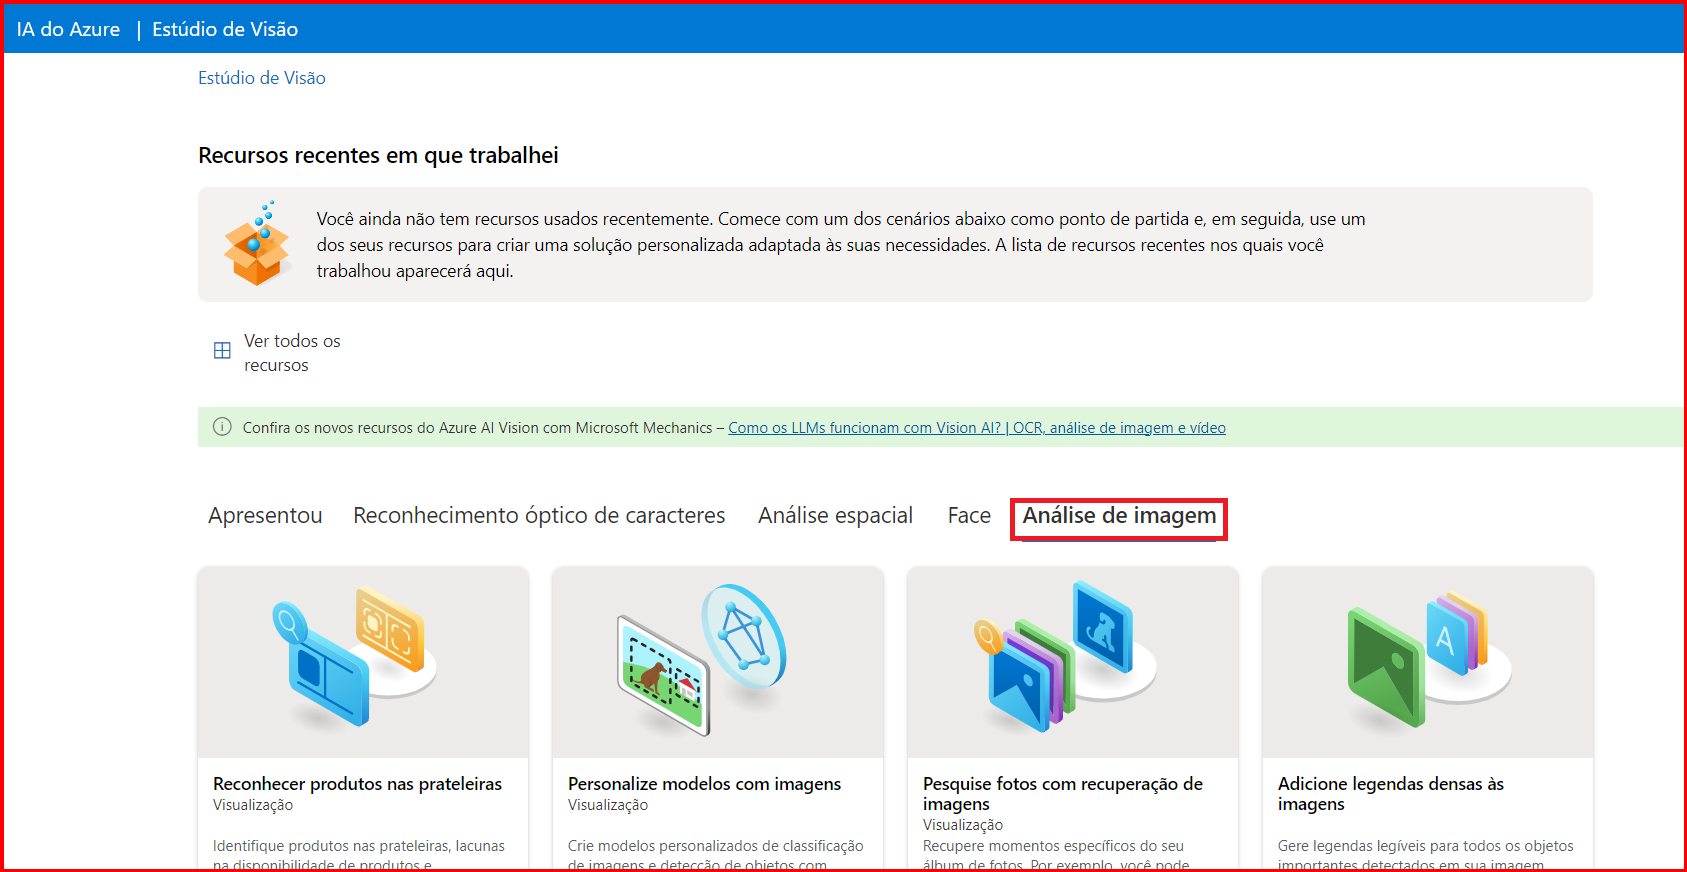 IA do Azure | Estúdio de Visão
Estúdio de Visão
Recursos recentes em que trabalhei
Você ainda não tem recursos usados recentemente. Comece com um dos cenários abaixo como ponto de partida e, em seguida, use um
dos seus recursos para criar uma solução personalizada adaptada às suas necessidades. A lista de recursos recentes nos quais você
trabalhou aparecerá aqui.
Ver todos os
recursos
Confira os novos recursos do Azure AI Vision com Microsoft Mechanics – Como os LLMs funcionam com Vision AI? | OCR, análise de imagem e vídeo
Apresentou Reconhecimento óptico de caracteres Análise espacial Face Análise de imagem
A
Reconhecer produtos nas prateleiras
Visualização
Identifique produtos nas prateleiras, lacunas
na disponibilidade de produtos e
Personalize modelos com imagens
Visualização
Crie modelos personalizados de classificação
de imagens e detecção de objetos com
Pesquise fotos com recuperação de
imagens
Visualização
Recupere momentos específicos do seu
álbum de fotos. Por exemplo, você pode
Adicione legendas densas às
imagens
Gere legendas legíveis para todos os objetos
importantes detectados em sua imagem